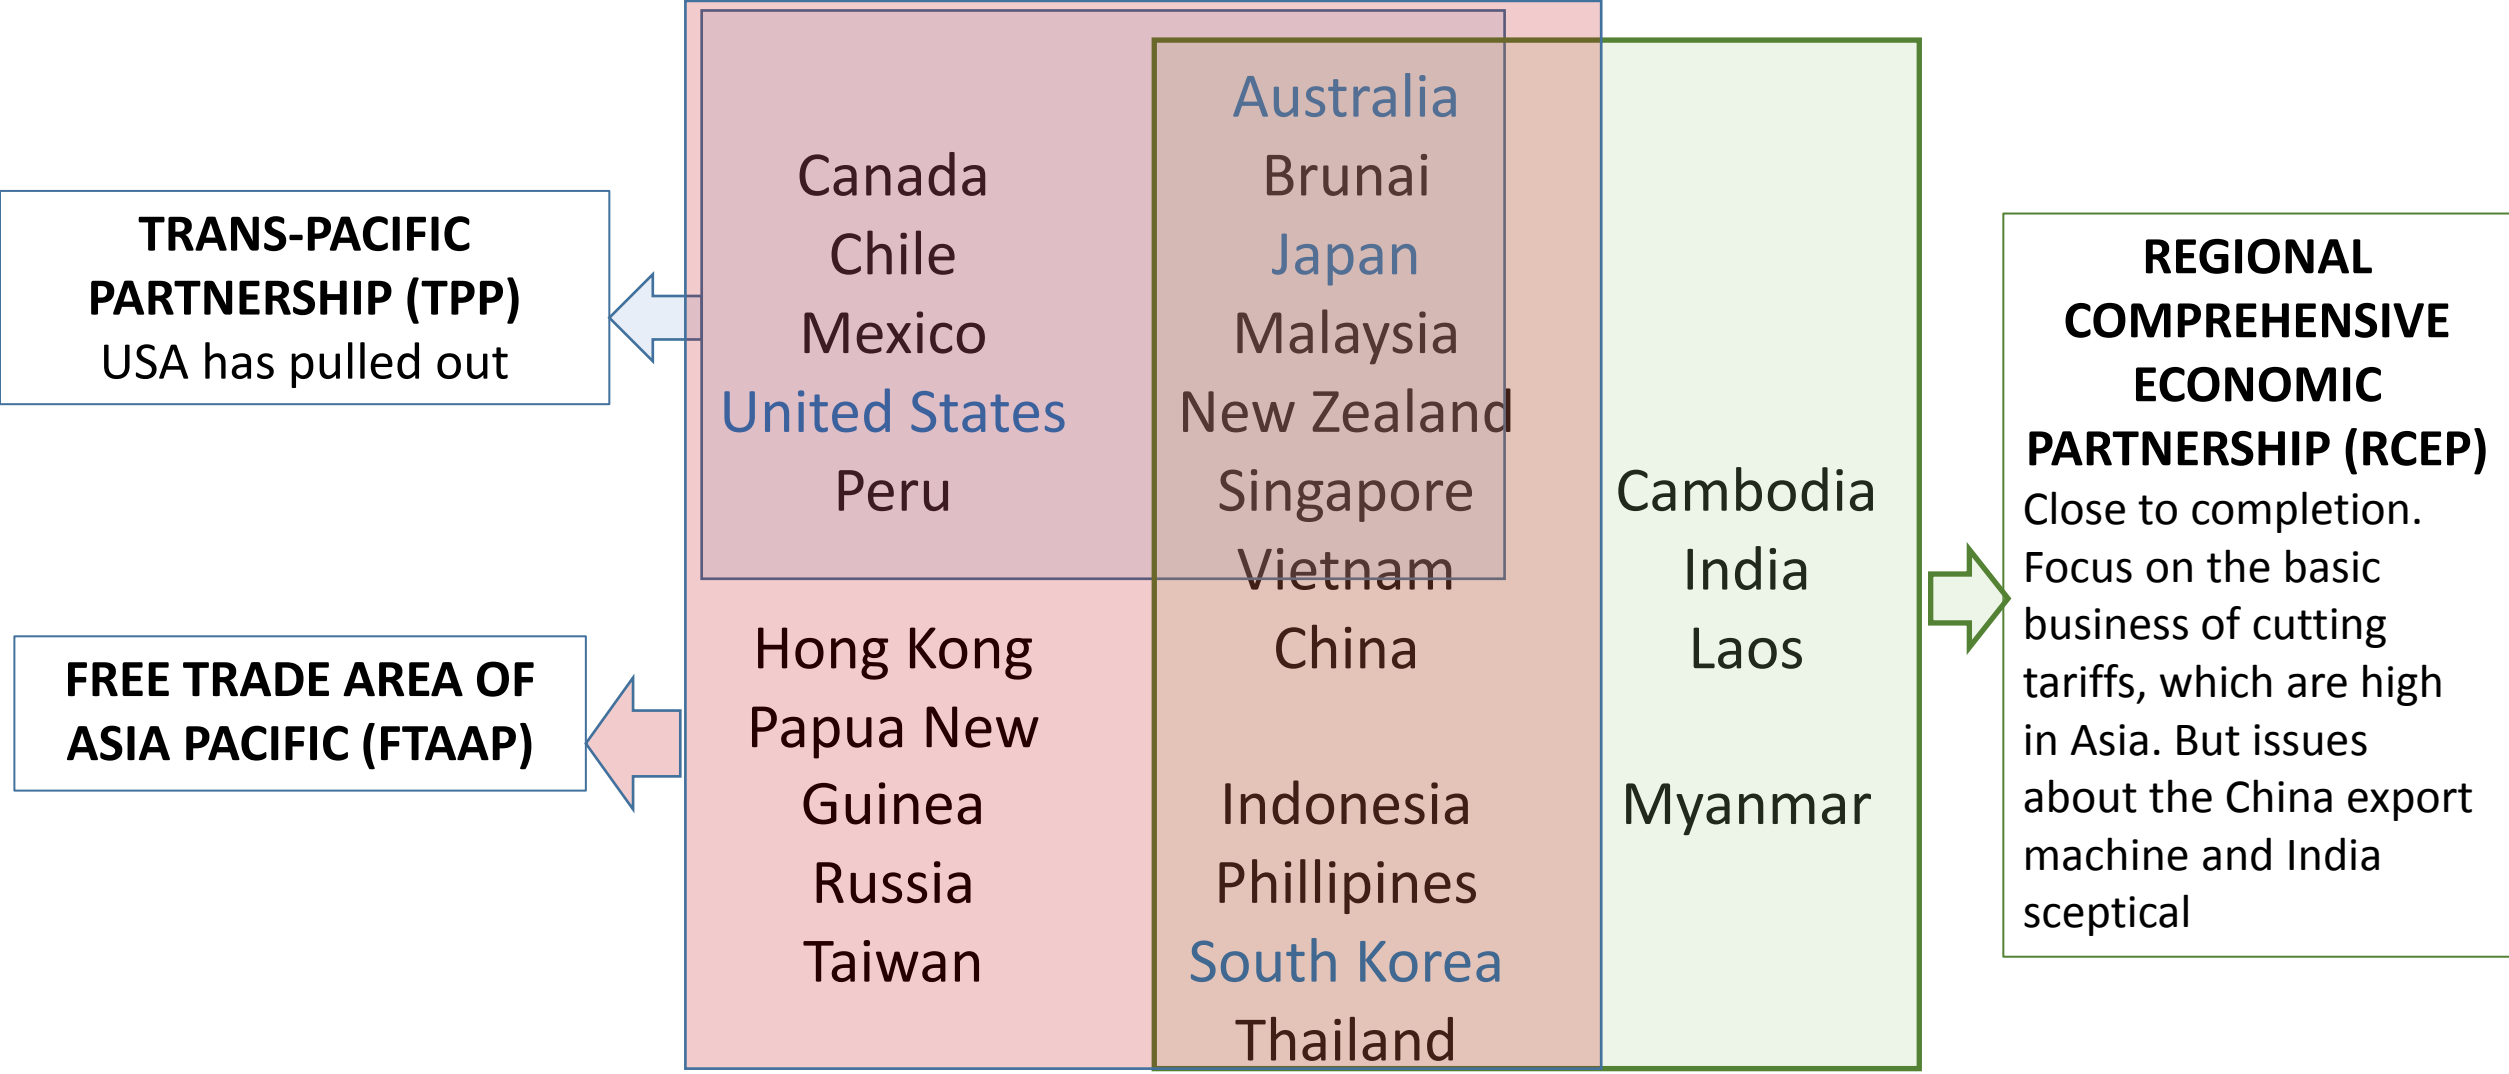 TRANS-PACIFIC
PARTNERSHIP (TPP)
USA has pulled out
FREE TRADE AREA OF
ASIA PACIFIC (FTAAP)
Canada
Chile
Mexico
United States
Peru
Hong Kong
Papua New
Guinea
Russia
Taiwan
Australia
Brunai
Japan
Malaysia
New Zealand
Singapore
Vietnam
China
Indonesia
Phillipines
South Korea
Thailand
Cambodia
India
Laos
Myanmar
REGIONAL
COMPREHENSIVE
ECONOMIC
PARTNERSHIP (RCEP)
Close to completion.
Focus on the basic
business of cutting
tariffs, which are high
in Asia. But issues
about the China export
machine and India
sceptical